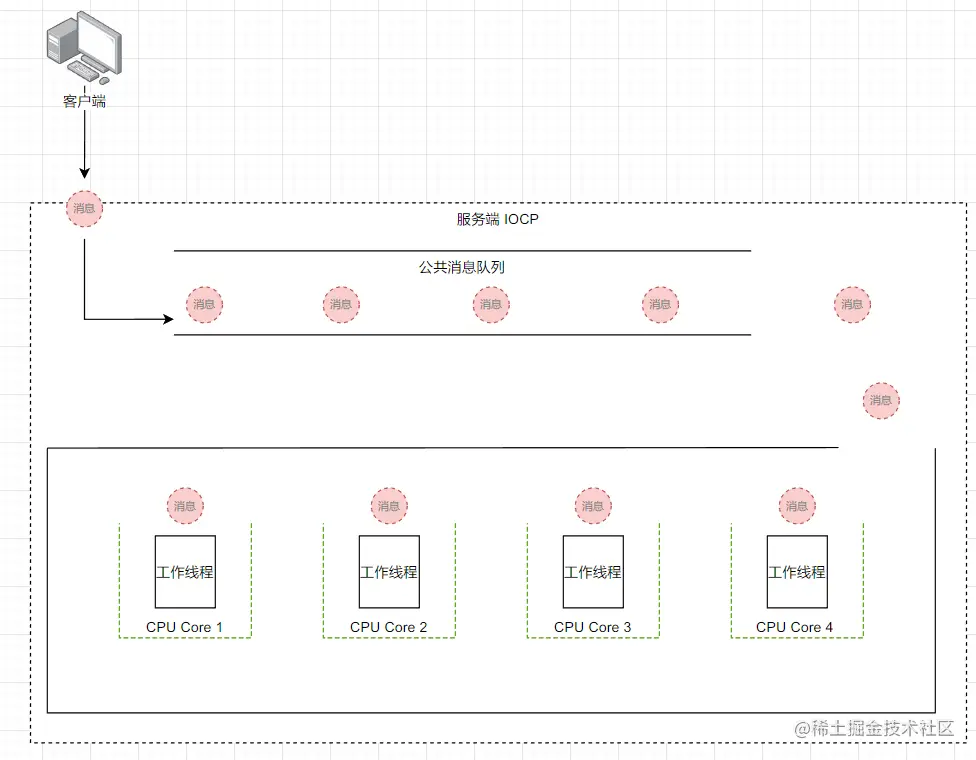 客户端
消息
服务端 IOCP
公共消息队列
消息
消息
消息
消息
消息
消息
消息
消息
消息
消息
工作线程
工作线程
工作线程
工作线程
CPU Core 1
CPU Core 2
CPU Core 3
CPU Core 4
@稀土掘金技术社区